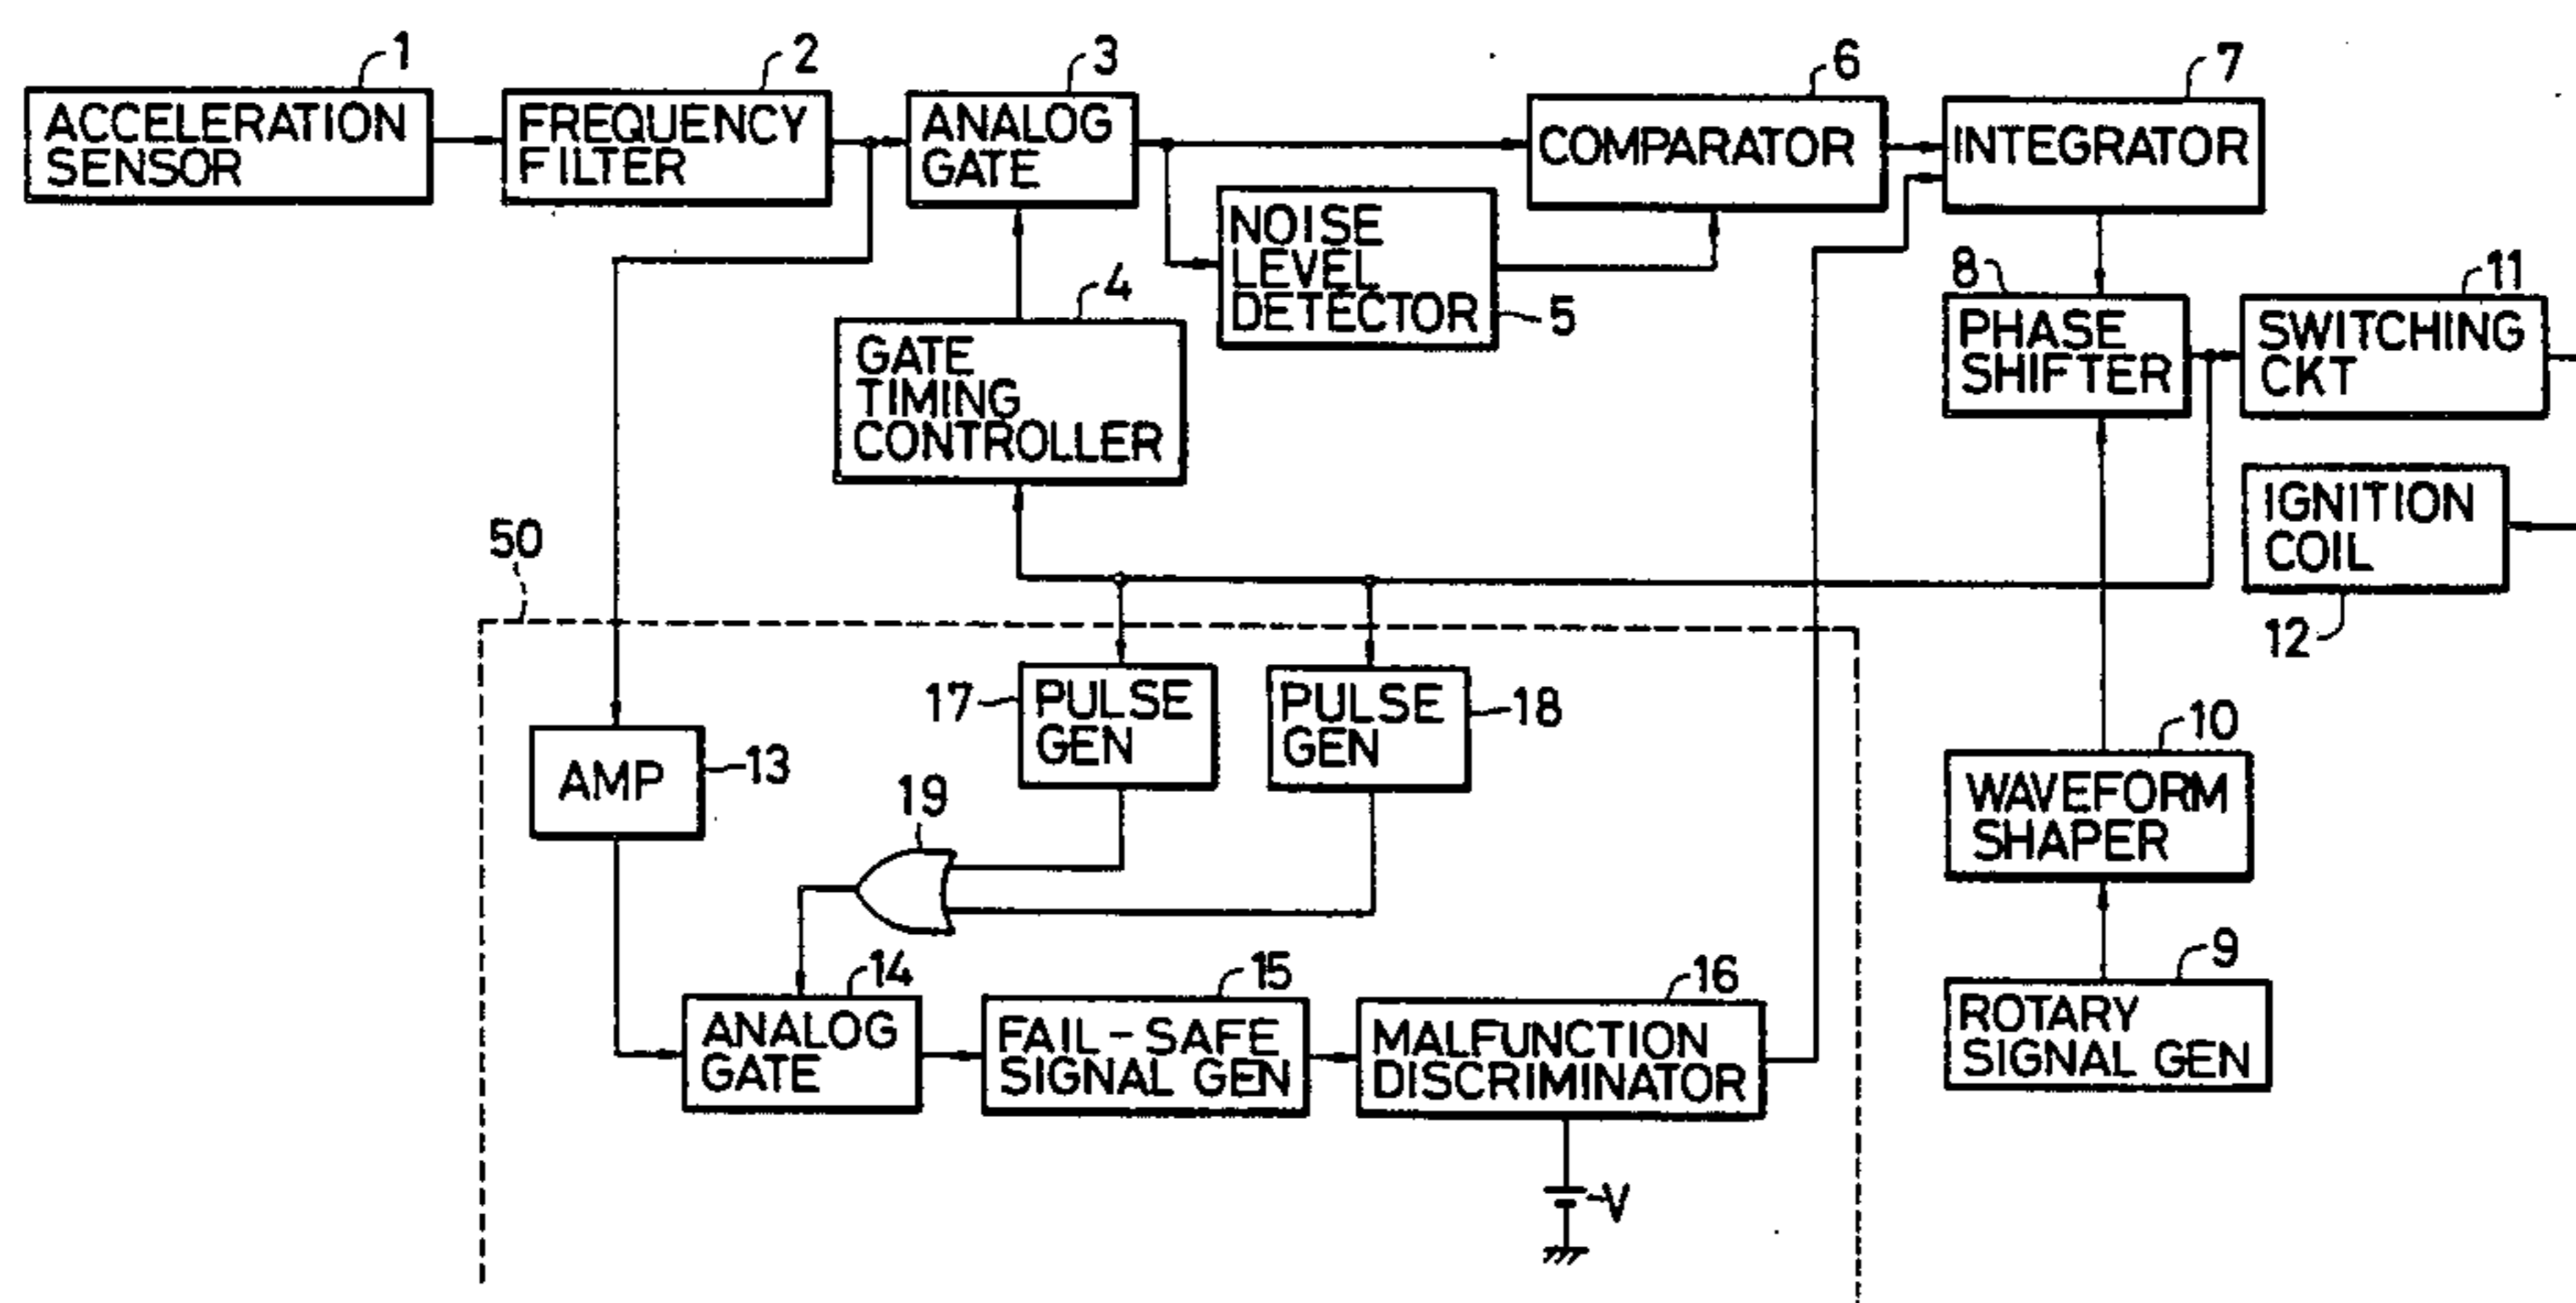 1
2
3
6
7
ACCELERATION
SENSOR
FREQUENCY
FILTER
ANALOG
GATE
COMPARATOR
INTEGRATOR
NOISE
LEVEL
DETECTOR
5
4
8
11
GATE
TIMING
CONTROLLER
PHASE
SHIFTER
SWITCHING
CKT
IGNITION
COIL
12
50
17
PULSE
GEN
PULSE
GEN
18
AMP
13
19
10
WAVEFORM
SHAPER
14
15
16
9
ANALOG
GATE
FAIL-SAFE
SIGNAL GEN
MALFUNCTION
DISCRIMINATOR
ROTARY
SIGNAL GEN
V